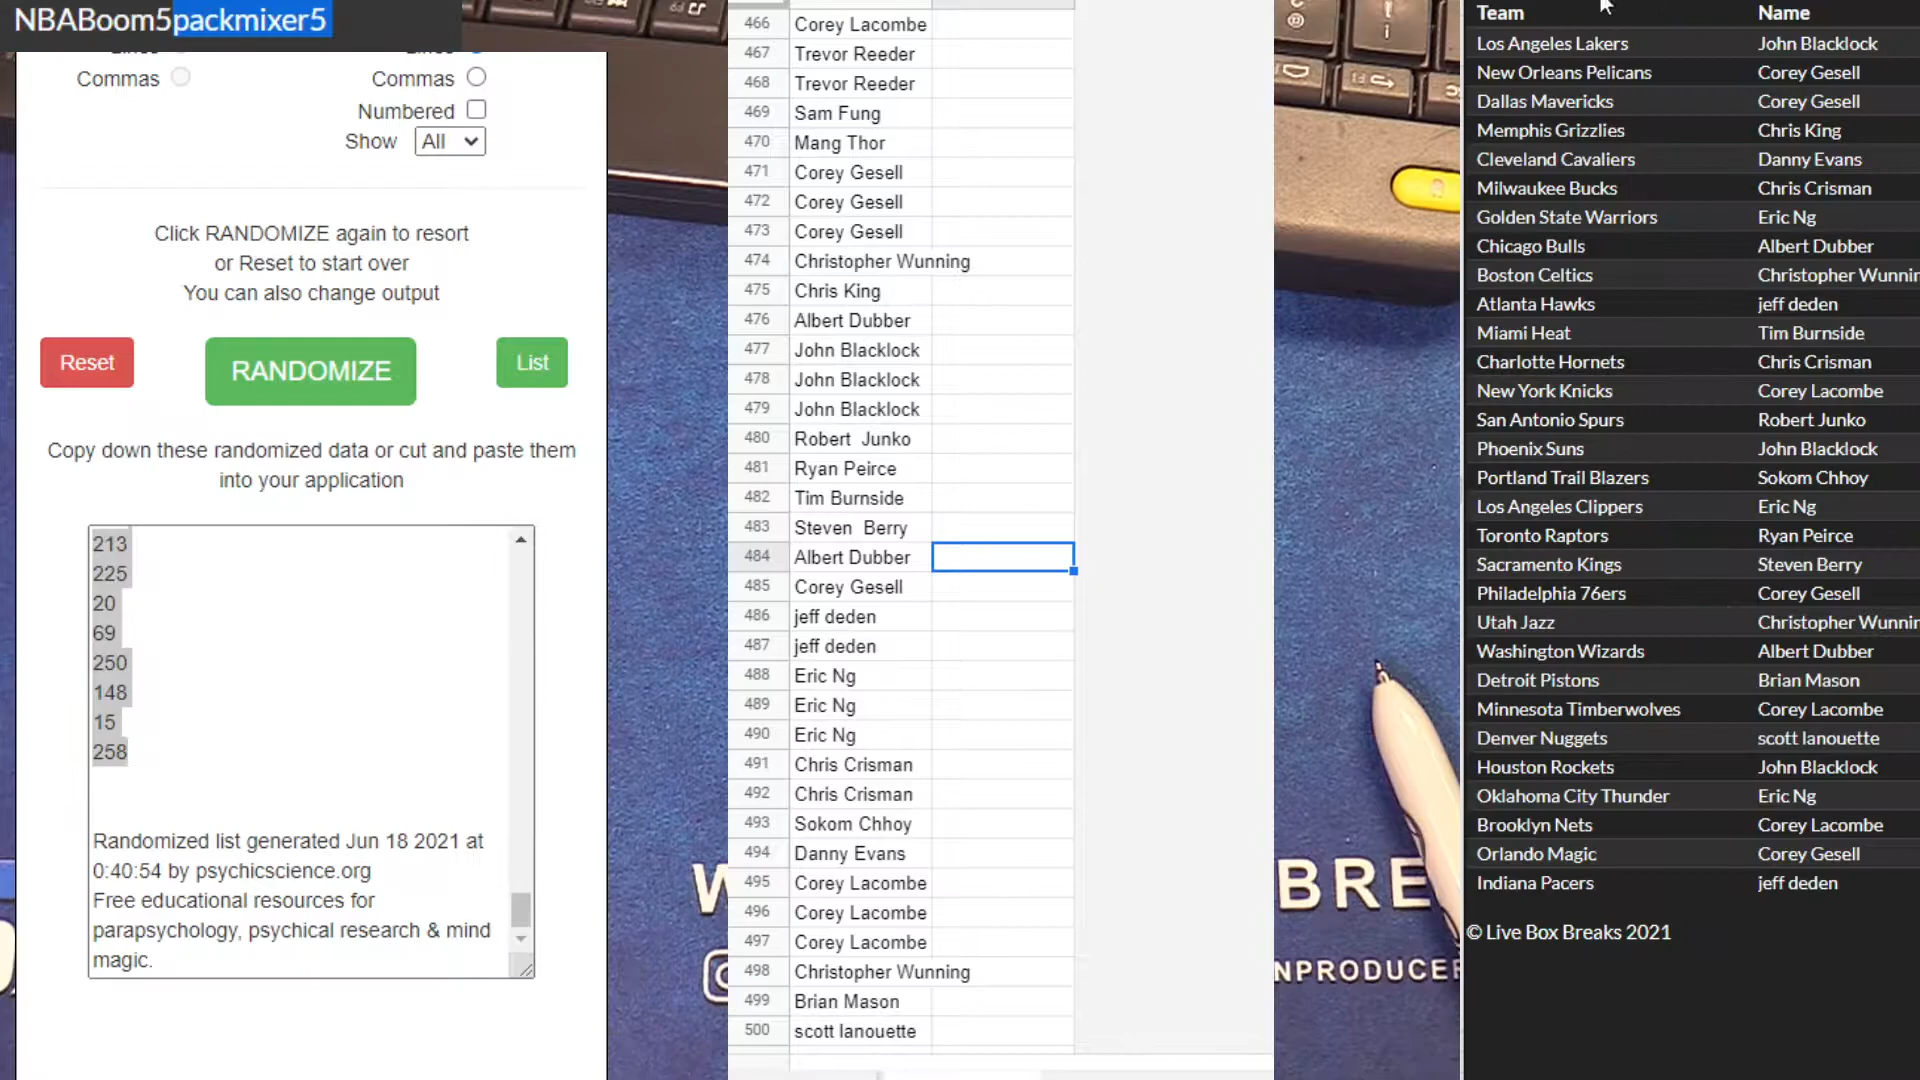 NBABoom5packmixer5
Commas
Commas
Numbered
Show All
Click RANDOMIZE again to resort
or Reset to start over
You can also change output
Reset RANDOMIZE List
Copy down these randomized data or cut and paste them
into your application
213
225
20
69
250
148
15
258
Randomized list generated Jun 18 2021 at
0:40:54 by psychicscience.org
Free educational resources for
parapsychology, psychical research & mind
magic.
466 Corey Lacombe
467 Trevor Reeder
468 Trevor Reeder
469 Sam Fung
470 Mang Thor
471 Corey Gesell
472 Corey Gesell
473 Corey Gesell
474 Christopher Wunning
475 Chris King
476 Albert Dubber
477 John Blacklock
478 John Blacklock
479 John Blacklock
480 Robert  Junko
481 Ryan Peirce
482 Tim Burnside
483 Steven  Berry
484 Albert Dubber
485 Corey Gesell
486 jeff deden
487 jeff deden
488 Eric Ng
489 Eric Ng
490 Eric Ng
491 Chris Crisman
492 Chris Crisman
493 Sokom Chhoy
494 Danny Evans
495 Corey Lacombe
496 Corey Lacombe
497 Corey Lacombe
498 Christopher Wunning
499 Brian Mason
500 scott lanouette
BRE
NPRODUCE
Team Name
Los Angeles Lakers John Blacklock
New Orleans Pelicans Corey Gesell
Dallas Mavericks Corey Gesell
Memphis Grizzlies Chris King
Cleveland Cavaliers Danny Evans
Milwaukee Bucks Chris Crisman
Golden State Warriors Eric Ng
Chicago Bulls Albert Dubber
Boston Celtics Christopher Wunnin
Atlanta Hawks jeff deden
Miami Heat Tim Burnside
Charlotte Hornets Chris Crisman
New York Knicks Corey Lacombe
San Antonio Spurs Robert Junko
Phoenix Suns John Blacklock
Portland Trail Blazers Sokom Chhoy
Los Angeles Clippers Eric Ng
Toronto Raptors Ryan Peirce
Sacramento Kings Steven Berry
Philadelphia 76ers Corey Gesell
Utah Jazz Christopher Wunnin
Washington Wizards Albert Dubber
Detroit Pistons Brian Mason
Minnesota Timberwolves Corey Lacombe
Denver Nuggets scott lanouette
Houston Rockets John Blacklock
Oklahoma City Thunder Eric Ng
Brooklyn Nets Corey Lacombe
Orlando Magic Corey Gesell
Indiana Pacers jeff deden
© Live Box Breaks 2021